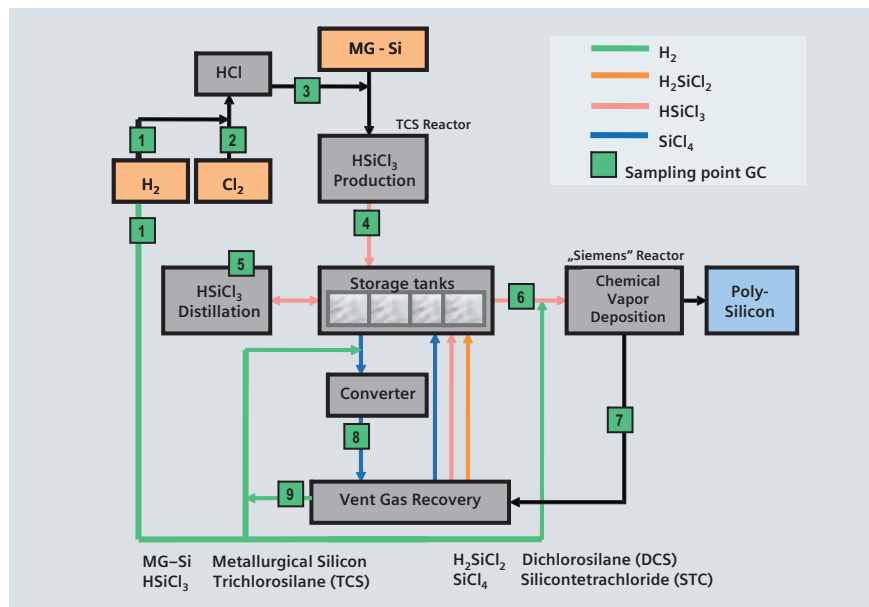 MG - Si
HCl
3
TCS Reactor
1
2
H₂
Cl₂
HSiCl₃
Production
H₂
H₂SiCl₂
HSiCl₃
SiCl₄
Sampling point GC
1
4
5
HSiCl₃
Distillation
Storage tanks
6
„Siemens" Reactor
Chemical
Vapor
Deposition
Poly-
Silicon
Converter
7
8
9
Vent Gas Recovery
MG–Si Metallurgical Silicon
HSiCl₃ Trichlorosilane (TCS)
H₂SiCl₂ Dichlorosilane (DCS)
SiCl₄ Silicontetrachloride (STC)